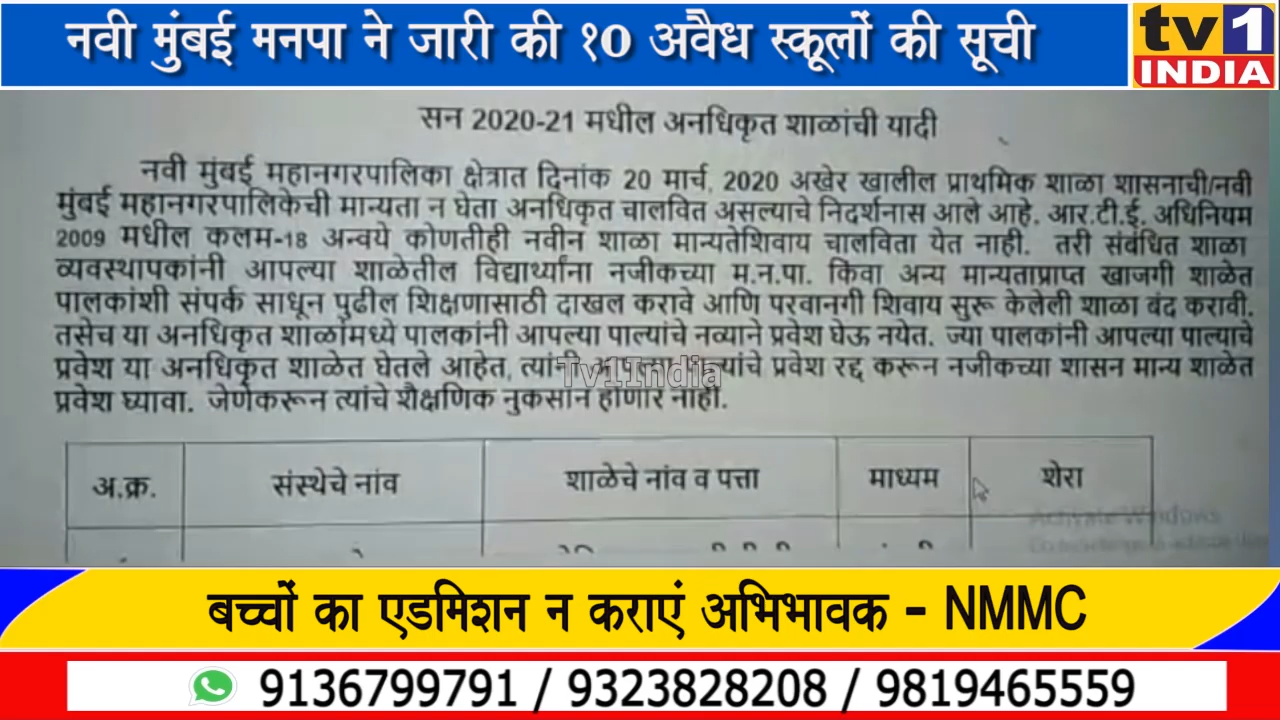 नवी मुंबई मनपा ने जारी की १0 अवैध स्कूलों की सूची
tv1
INDIA
सन 2020-21 मधील अनधिकृत शाळांची यादी
नवी मुंबई महानगरपालिका क्षेत्रात दिनांक 20 मार्च, 2020 अखेर खालील प्राथमिक शाळा शासनाची/नवी
मुंबई महानगरपालिकेची मान्यता न घेता अनधिकृत चालवित असल्याचे निदर्शनास आले आहे. आर.टी.ई. अधिनियम
2009 मधील कलम-18 अन्वये कोणतीही नवीन शाळा मान्यतेशिवाय चालविता येत नाही. तरी संबंधित शाळा
व्यवस्थापकांनी आपल्या शाळेतील विद्यार्थ्यांना नजीकच्या म.न.पा. किंवा अन्य मान्यताप्राप्त खाजगी शाळेत
पालकांशी संपर्क साधून पुढील शिक्षणासाठी दाखल करावे आणि परवानगी शिवाय सुरू केलेली शाळा बंद करावी.
तसेच या अनधिकृत शाळांमध्ये पालकांनी आपल्या पाल्यांचे नव्याने प्रवेश घेऊ नयेत. ज्या पालकांनी आपल्या पाल्याचे
प्रवेश या अनधिकृत शाळेत घेतले आहेत, त्यांनी प्रवेश रद्द करून नजीकच्या शासन मान्य शाळेत
Tv1India
प्रवेश घ्यावा. जेणेकरून त्यांचे शैक्षणिक नुकसान होणार नाही.
अ.क्र. संस्थेचे नांव शाळेचे नांव व पत्ता माध्यम शेरा
Activate Windows
बच्चों का एडमिशन न कराएं अभिभावक - NMMC
9136799791 / 9323828208 / 9819465559